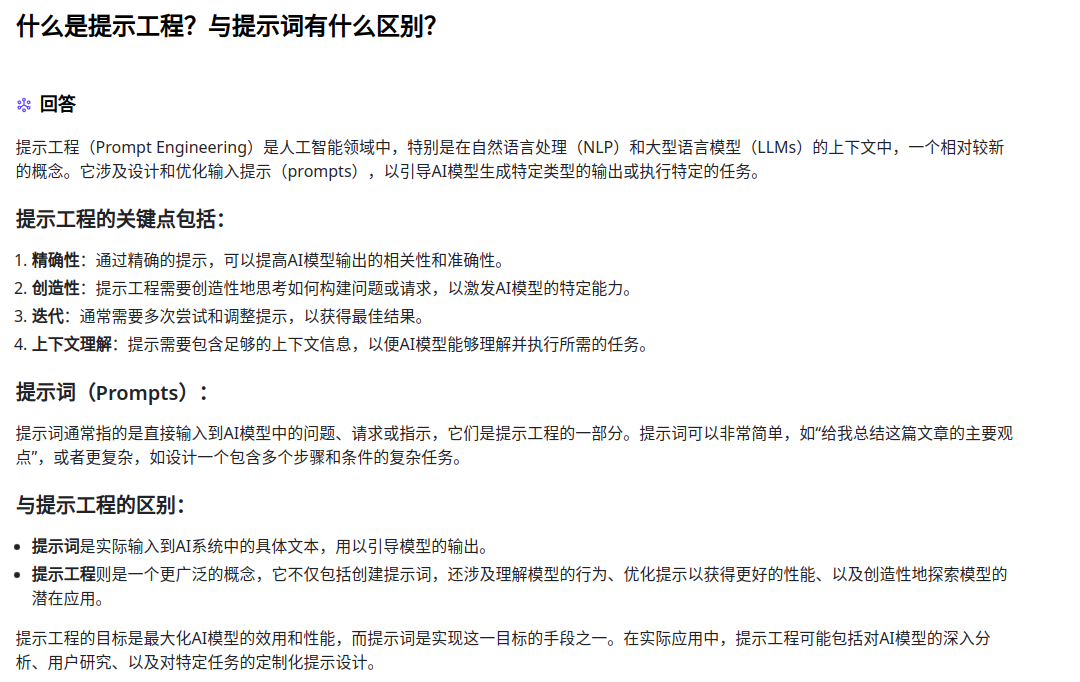 什么是提示工程？与提示词有什么区别？
回答
提示工程（Prompt Engineering）是人工智能领域中，特别是在自然语言处理（NLP）和大型语言模型（LLMs）的上下文中，一个相对较新
的概念。它涉及设计和优化输入提示（prompts），以引导AI模型生成特定类型的输出或执行特定的任务。
提示工程的关键点包括：
1. 精确性：通过精确的提示，可以提高AI模型输出的相关性和准确性。
2. 创造性：提示工程需要创造性地思考如何构建问题或请求，以激发AI模型的特定能力。
3. 迭代：通常需要多次尝试和调整提示，以获得最佳结果。
4. 上下文理解：提示需要包含足够的上下文信息，以便AI模型能够理解并执行所需的任务。
提示词（Prompts）：
提示词通常指的是直接输入到AI模型中的问题、请求或指示，它们是提示工程的一部分。提示词可以非常简单，如“给我总结这篇文章的主要观
点”，或者更复杂，如设计一个包含多个步骤和条件的复杂任务。
与提示工程的区别：
• 提示词是实际输入到AI系统中的具体文本，用以引导模型的输出。
• 提示工程则是一个更广泛的概念，它不仅包括创建提示词，还涉及理解模型的行为、优化提示以获得更好的性能、以及创造性地探索模型的
潜在应用。
提示工程的目标是最大化AI模型的效用和性能，而提示词是实现这一目标的手段之一。在实际应用中，提示工程可能包括对AI模型的深入分
析、用户研究、以及对特定任务的定制化提示设计。